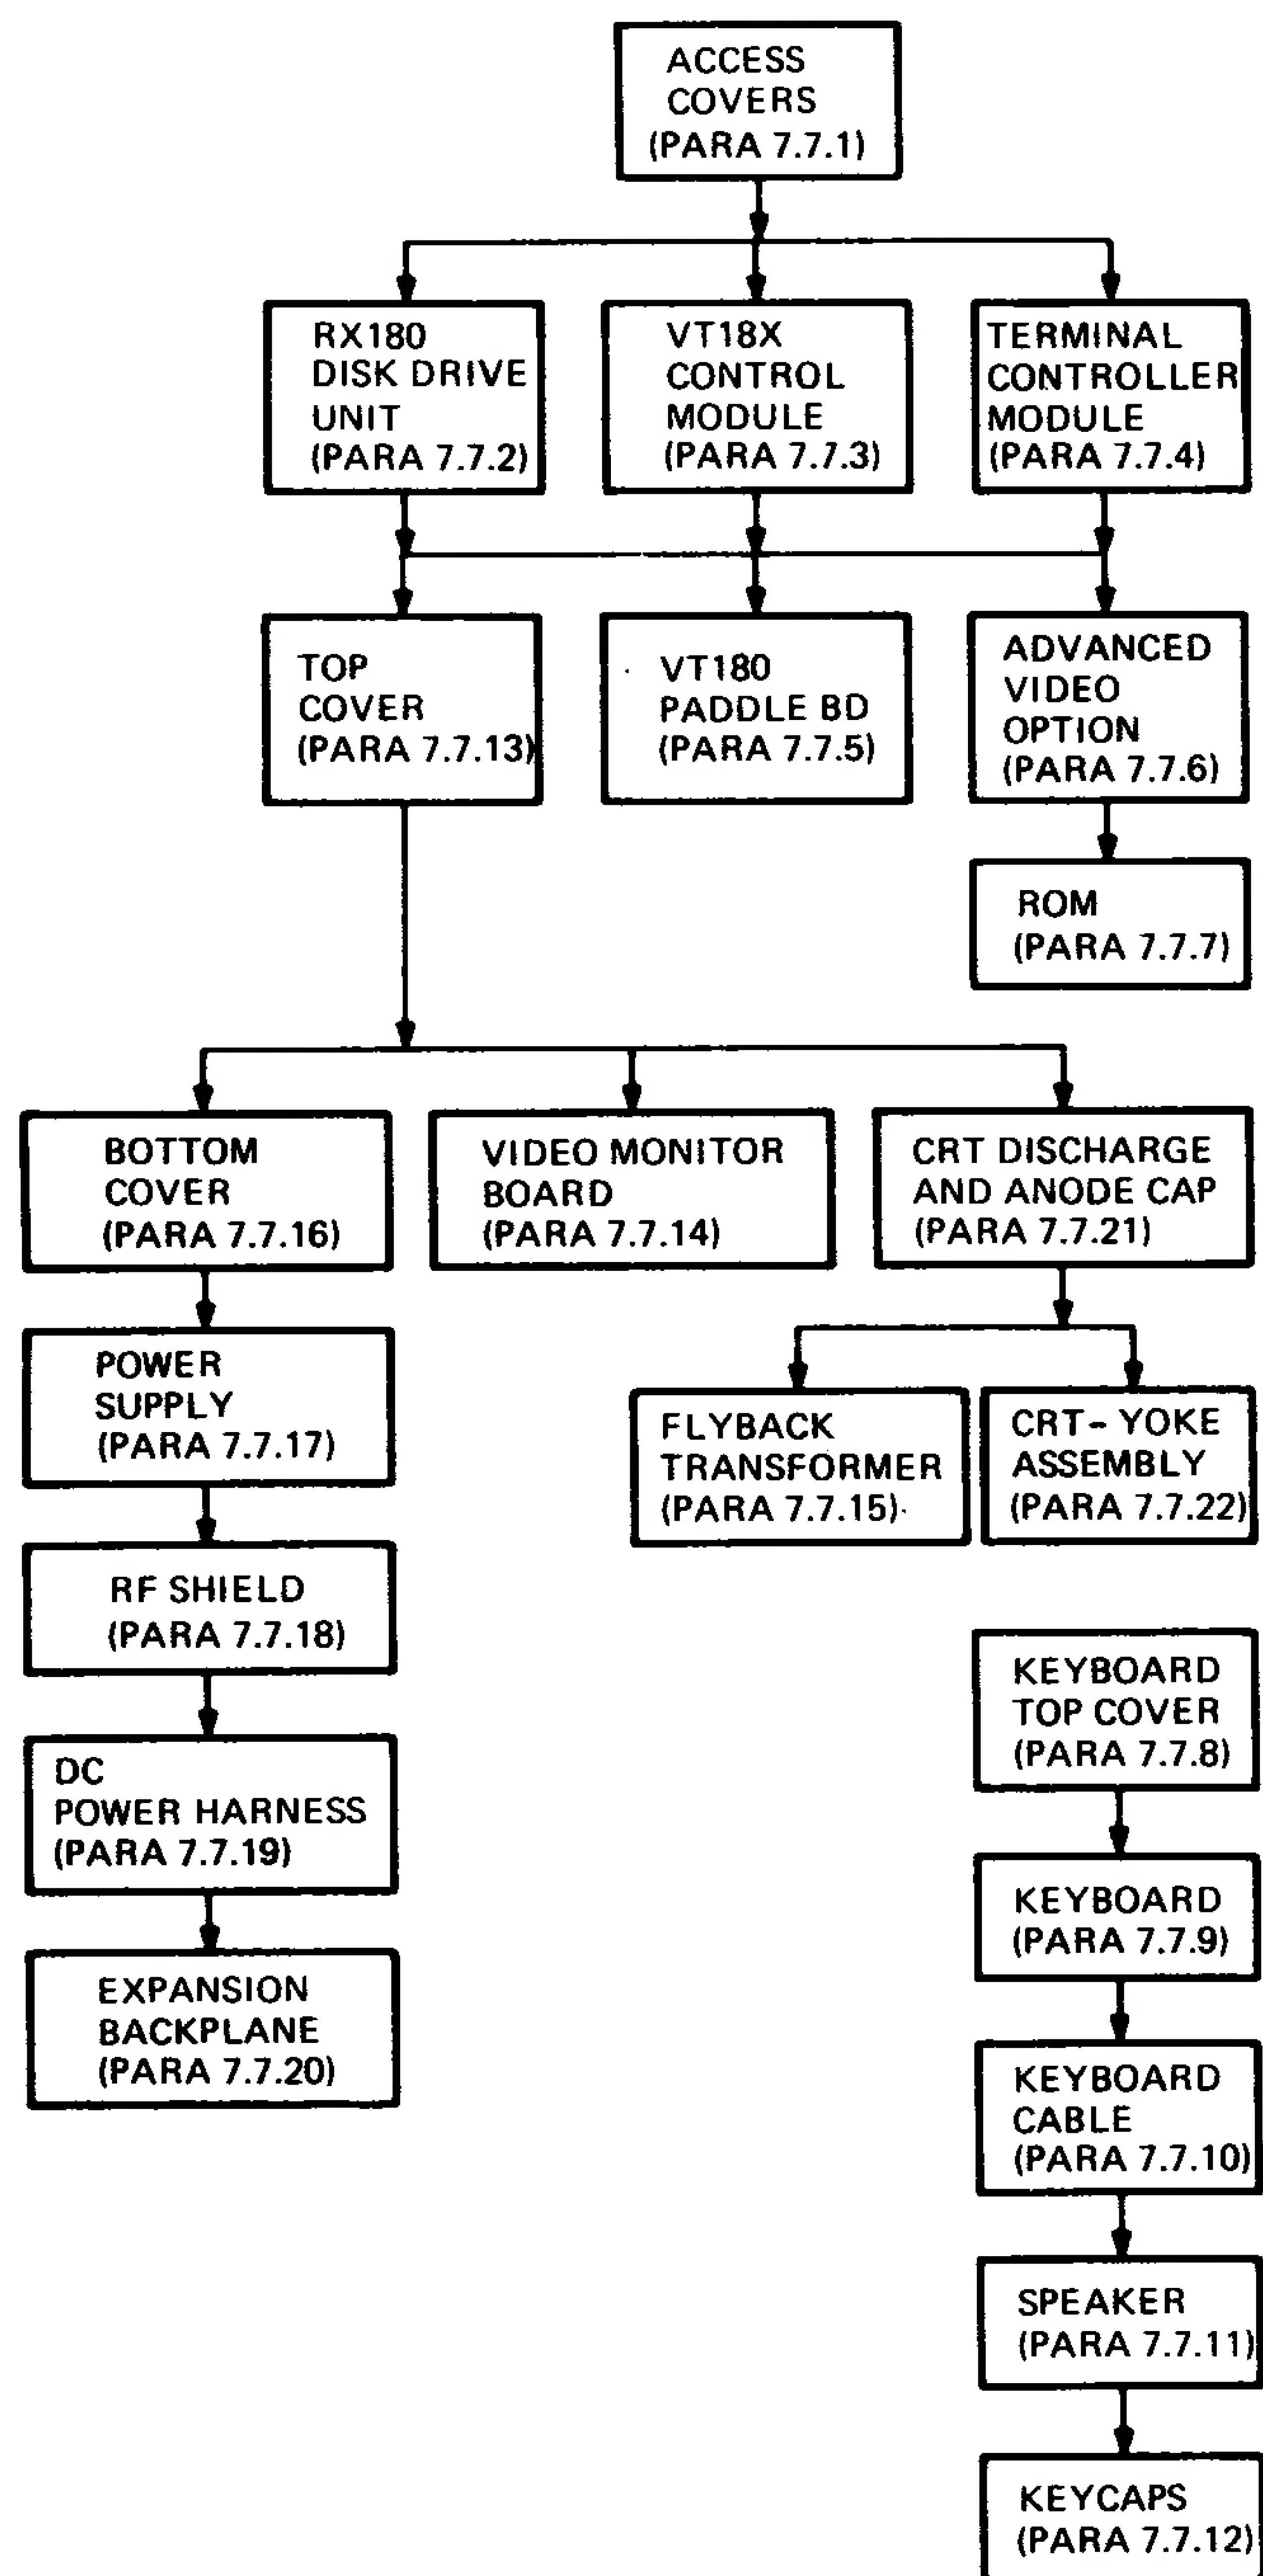 ACCESS
COVERS
(PARA 7.7.1)
RX180
DISK DRIVE
UNIT
(PARA 7.7.2)
VT18X
CONTROL
MODULE
(PARA 7.7.3)
TERMINAL
CONTROLLER
MODULE
(PARA 7.7.4)
TOP
COVER
(PARA 7.7.13)
VT180
PADDLE BD
(PARA 7.7.5)
ADVANCED
VIDEO
OPTION
(PARA 7.7.6)
ROM
(PARA 7.7.7)
BOTTOM
COVER
(PARA 7.7.16)
VIDEO MONITOR
BOARD
(PARA 7.7.14)
CRT DISCHARGE
AND ANODE CAP
(PARA 7.7.21)
POWER
SUPPLY
(PARA 7.7.17)
FLYBACK
TRANSFORMER
(PARA 7.7.15)
CRT- YOKE
ASSEMBLY
(PARA 7.7.22)
RF SHIELD
(PARA 7.7.18)
DC
POWER HARNESS
(PARA 7.7.19)
EXPANSION
BACKPLANE
(PARA 7.7.20)
KEYBOARD
TOP COVER
(PARA 7.7.8)
KEYBOARD
(PARA 7.7.9)
KEYBOARD
CABLE
(PARA 7.7.10)
SPEAKER
(PARA 7.7.11)
KEYCAPS
(PARA 7.7.12)